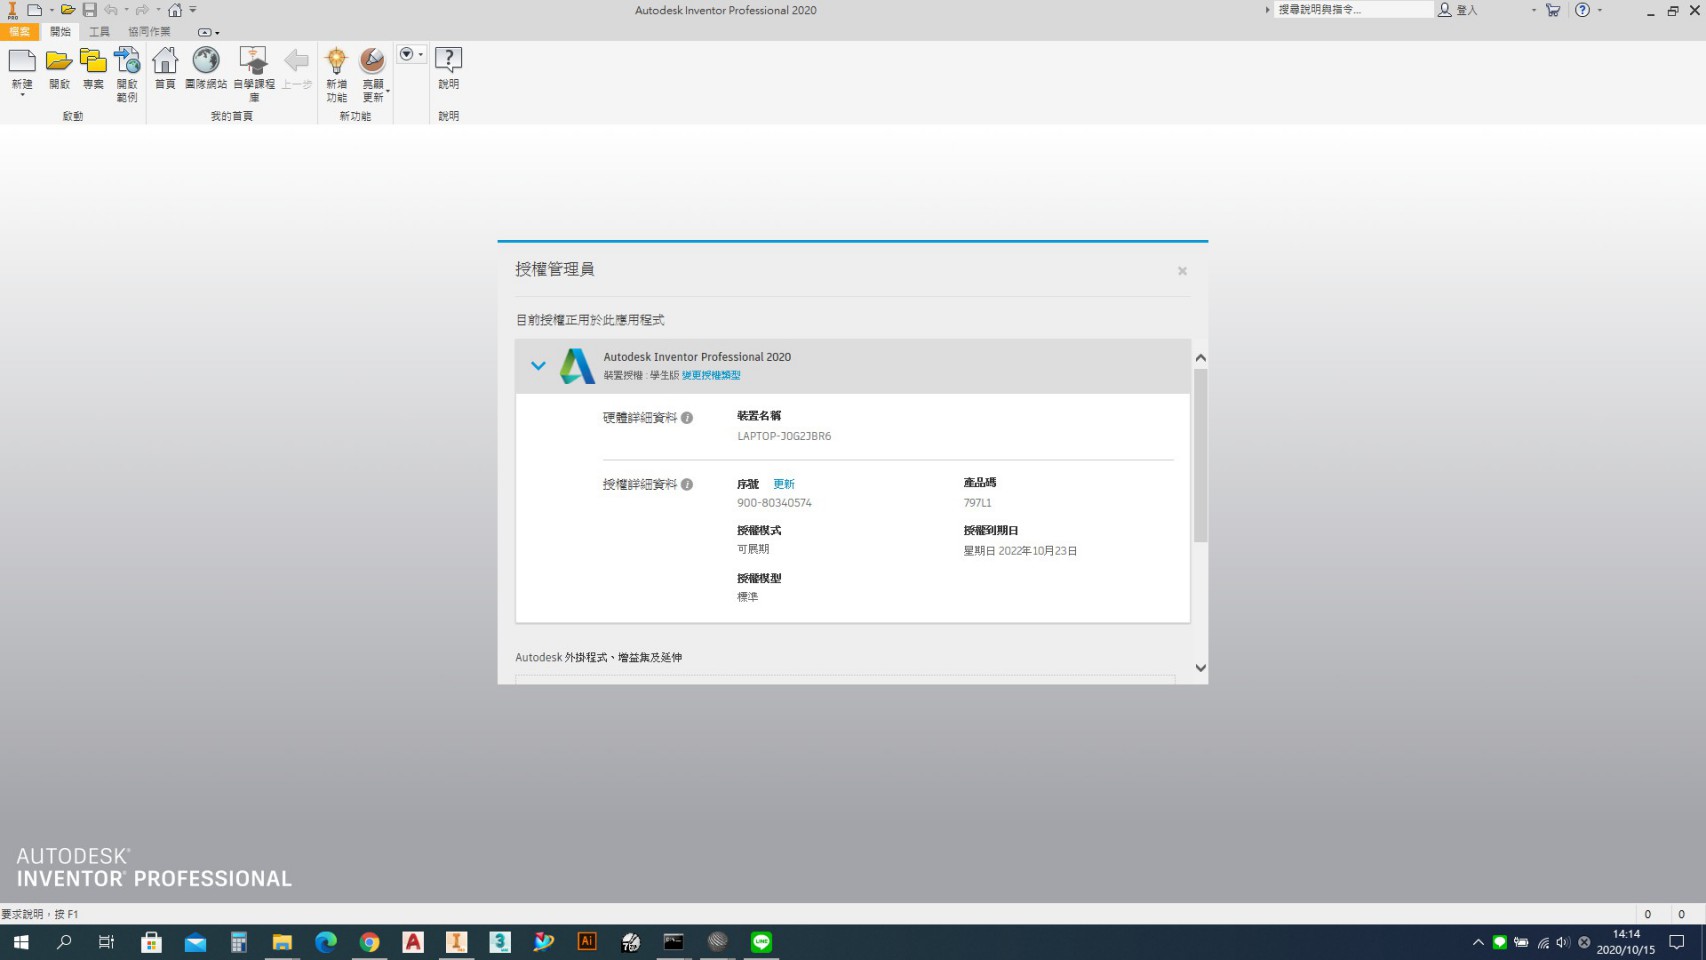 Autodesk Inventor Professional 2020
搜尋說明與指令...
登入
檔案 開始 工具 協同作業
新建 開啟 專案 開啟範例 首頁 團隊網站 自學課程庫 上一步 新增功能 亮顯更新 說明
啟動 我的首頁 新功能 說明
授權管理員
目前授權正用於此應用程式
Autodesk Inventor Professional 2020
裝置授權 : 學生版 變更授權類型
硬體詳細資料 裝置名稱
LAPTOP-J0G2JBR6
授權詳細資料 序號 更新 產品碼
900-80340574 797L1
授權模式 授權到期日
可展期 星期日 2022年10月23日
授權模型
標準
Autodesk 外掛程式、增益集及延伸
AUTODESK®
INVENTOR® PROFESSIONAL
要求說明，按 F1
0 0
14:14
2020/10/15